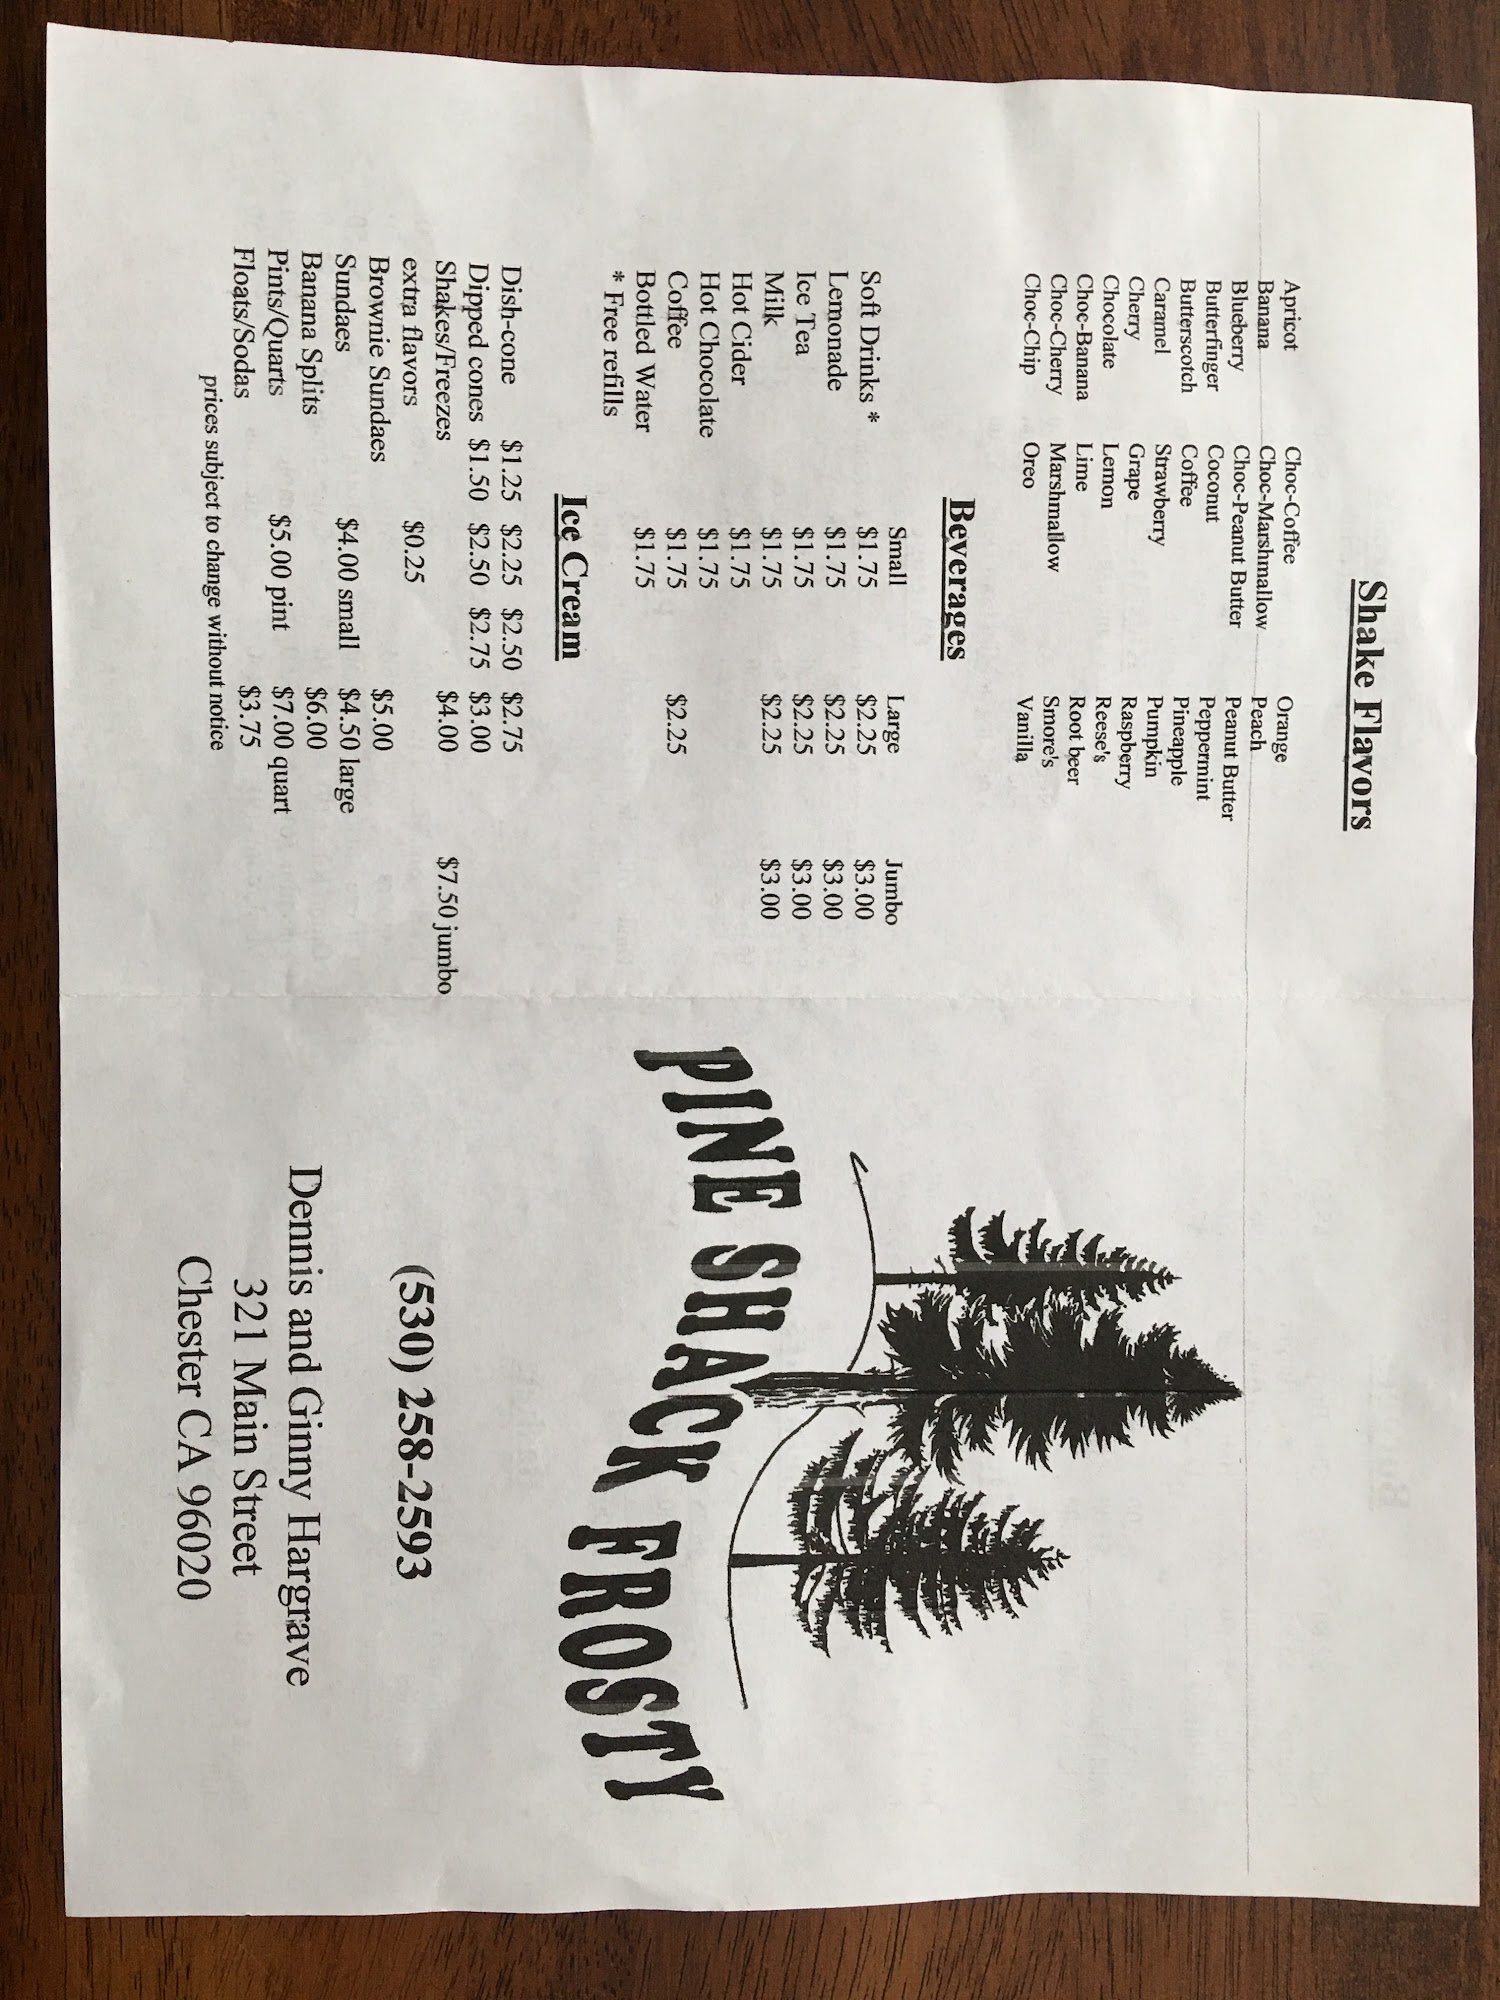 Shake Flavors
Apricot Choc-Coffee Orange
Banana Choc-Marshmallow Peach
Blueberry Choc-Peanut Butter Peanut Butter
Butterfinger Coconut Peppermint
Butterscotch Coffee Pineapple
Caramel Strawberry Pumpkin
Cherry Grape Raspberry
Chocolate Lemon Reese's
Choc-Banana Lime Root beer
Choc-Cherry Marshmallow Smore's
Choc-Chip Oreo Vanilla
Beverages
Small Large Jumbo
Soft Drinks * $1.75 $2.25 $3.00
Lemonade $1.75 $2.25 $3.00
Ice Tea $1.75 $2.25 $3.00
Milk $1.75 $2.25 $3.00
Hot Cider $1.75
Hot Chocolate $1.75
Coffee $1.75 $2.25
Bottled Water $1.75
* Free refills
Ice Cream
Dish-cone $1.25 $2.25 $2.50 $2.75
Dipped cones $1.50 $2.50 $2.75 $3.00
Shakes/Freezes $4.00 $7.50 jumbo
extra flavors $0.25
Brownie Sundaes $5.00
Sundaes $4.00 small $4.50 large
Banana Splits $6.00
Pints/Quarts $5.00 pint $7.00 quart
Floats/Sodas $3.75
prices subject to change without notice
PINE SHACK FROSTY
(530) 258-2593
Dennis and Ginny Hargrave
321 Main Street
Chester CA 96020